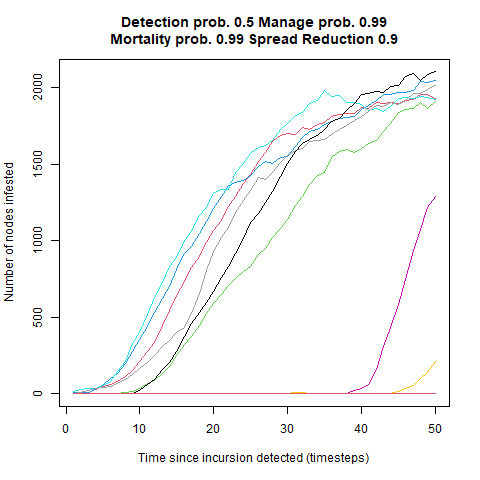 Detection prob. 0.5 Manage prob. 0.99
Mortality prob. 0.99 Spread Reduction 0.9
Number of nodes infested
2000
1500
1000
500
0
0 10 20 30 40 50
Time since incursion detected (timesteps)